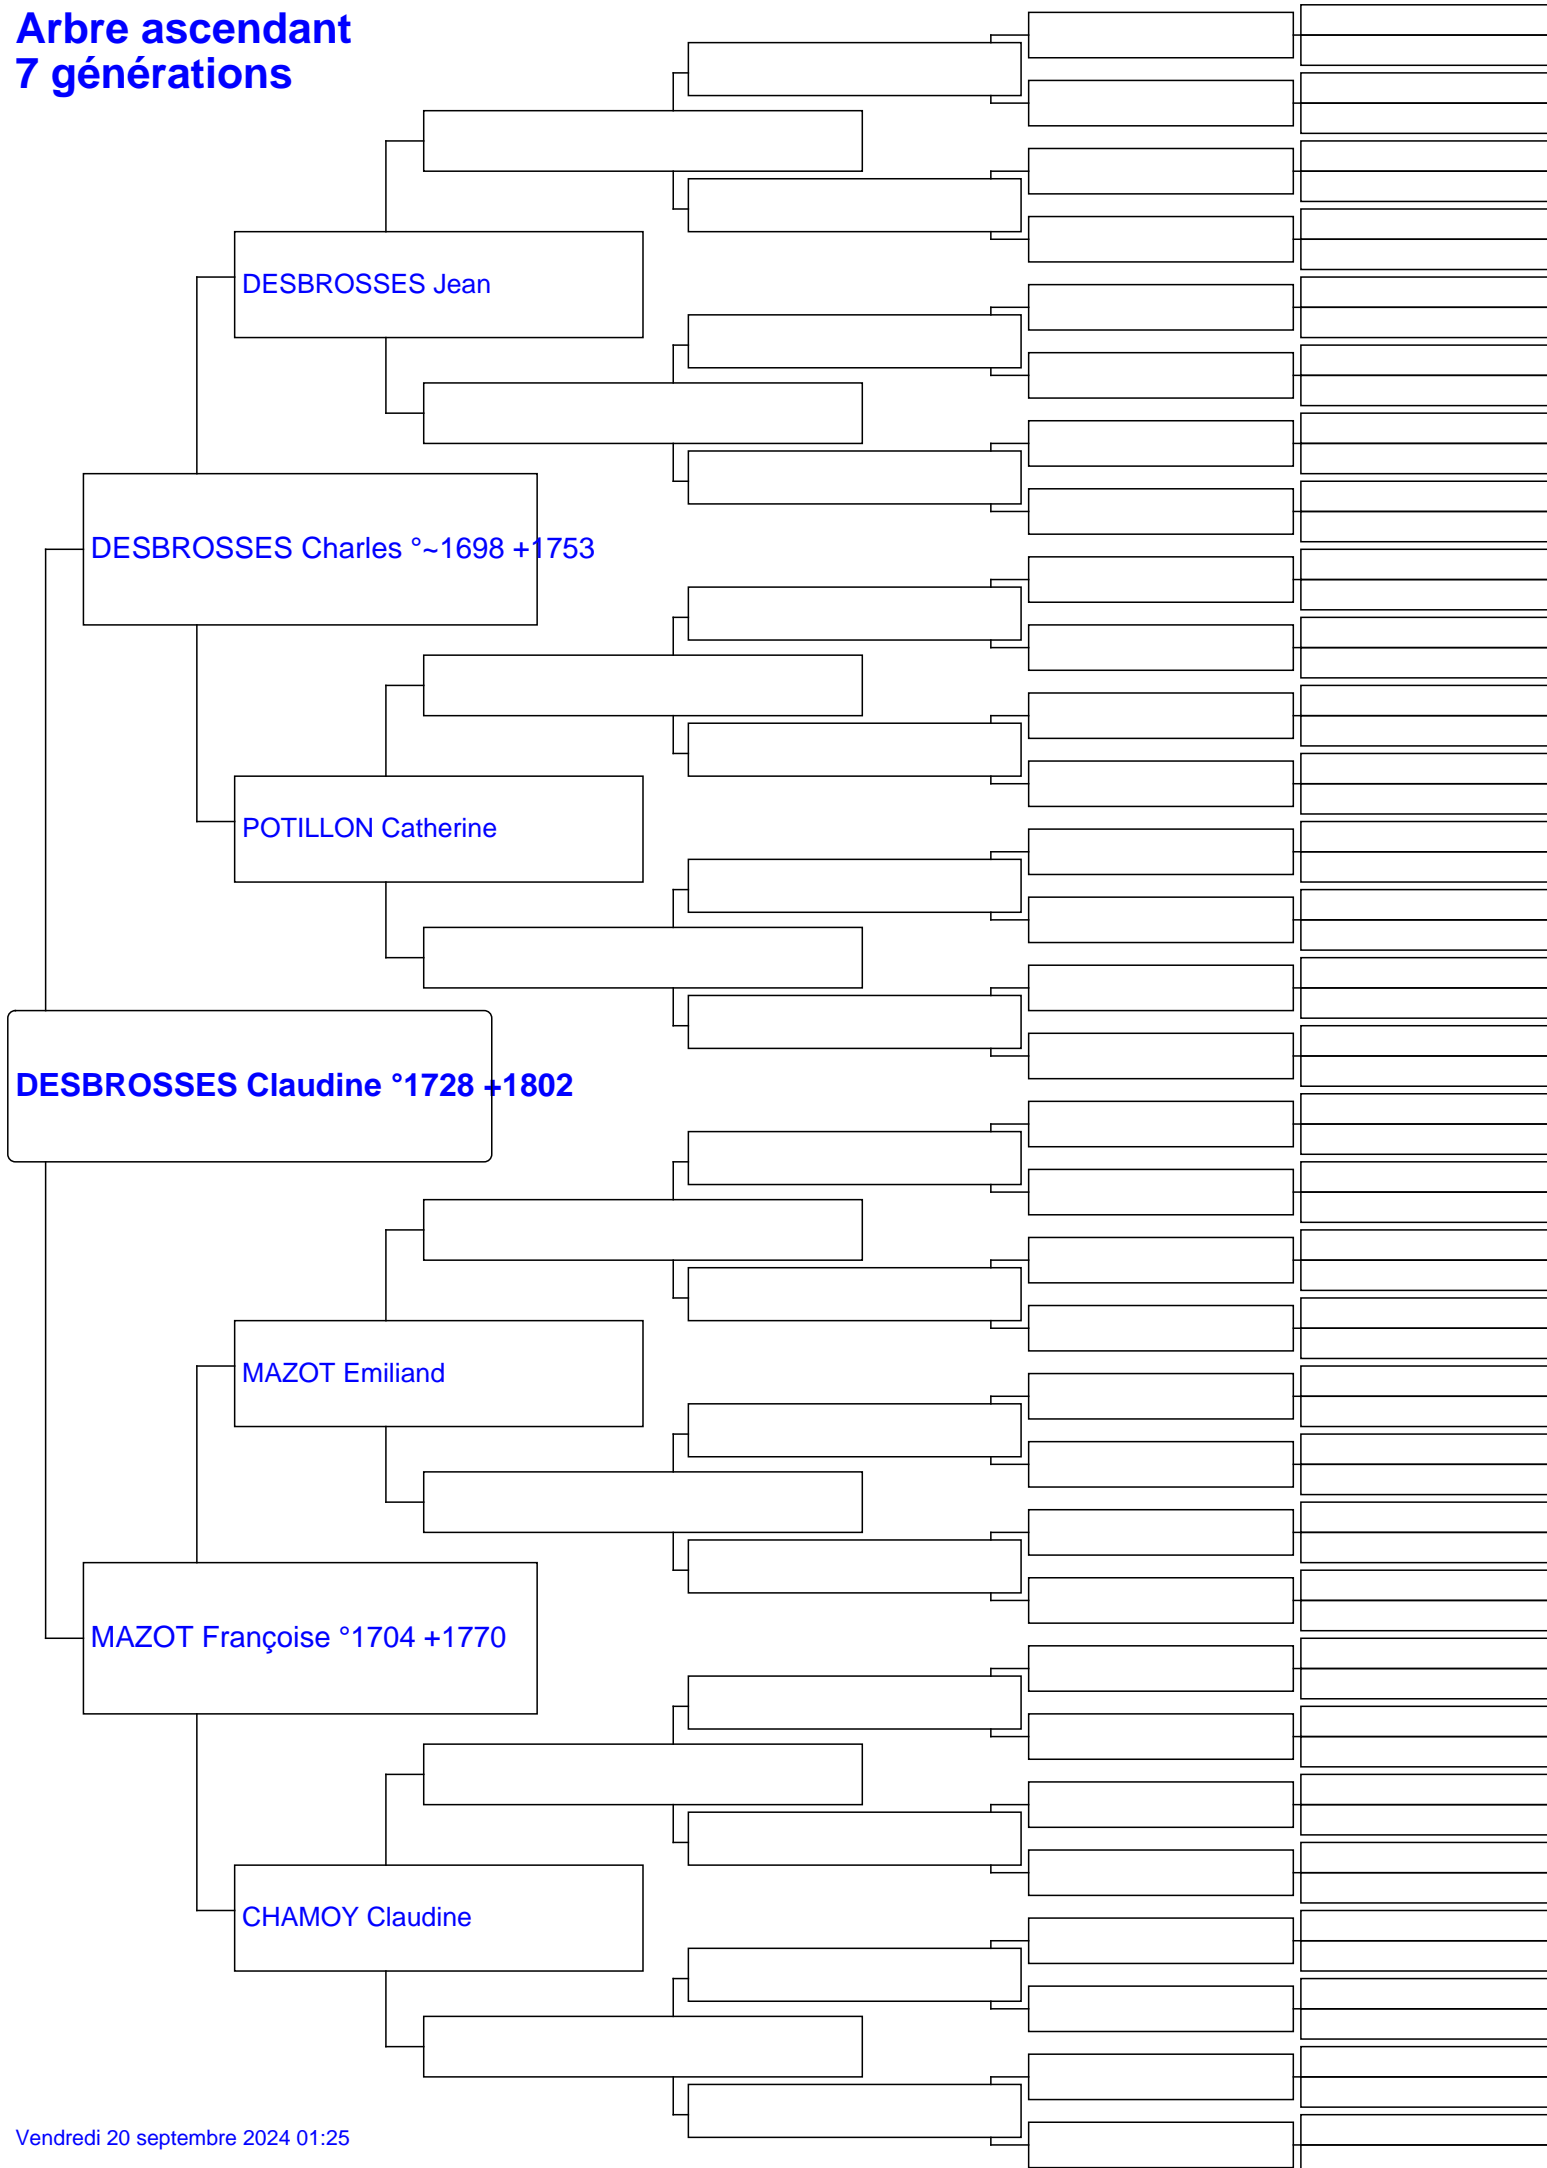 Arbre ascendant
7 générations
DESBROSSES Jean
DESBROSSES Charles °~1698 +1753
POTILLON Catherine
DESBROSSES Claudine °1728 +1802
MAZOT Emiliand
MAZOT Françoise °1704 +1770
CHAMOY Claudine
Vendredi 20 septembre 2024 01:25